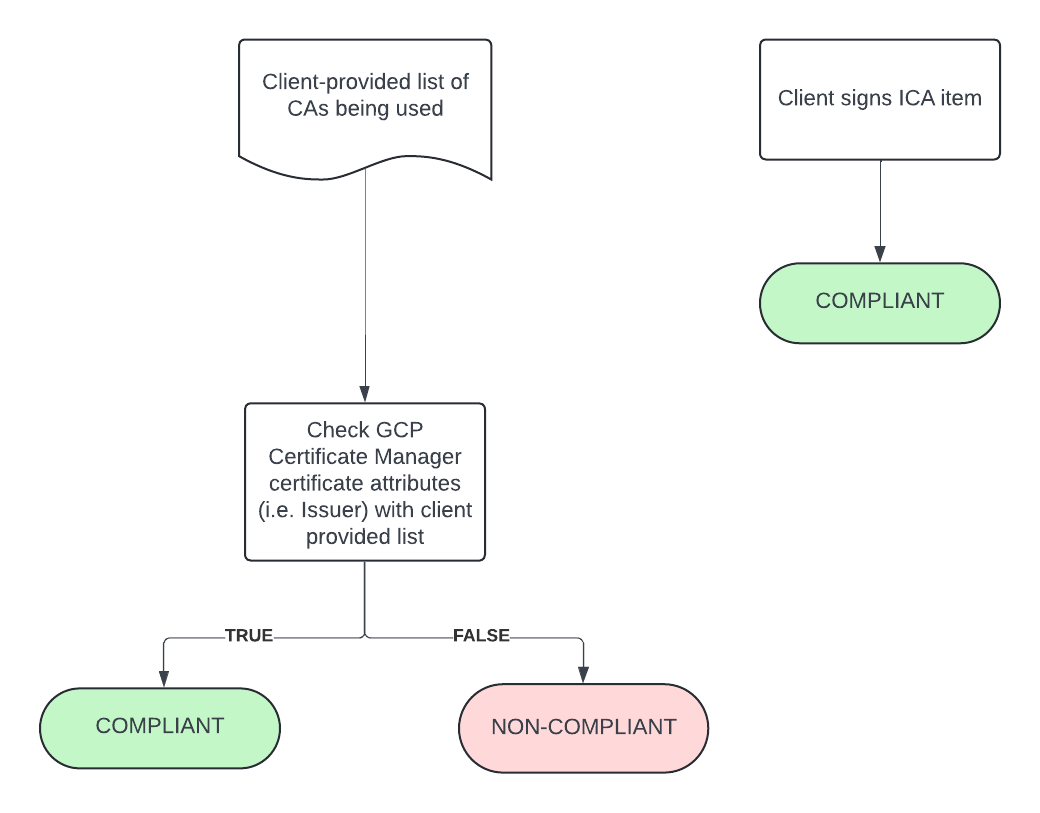 Client-provided list of
CAs being used
Client signs ICA item
COMPLIANT
Check GCP
Certificate Manager
certificate attributes
(i.e. Issuer) with client
provided list
TRUE
FALSE
COMPLIANT
NON-COMPLIANT